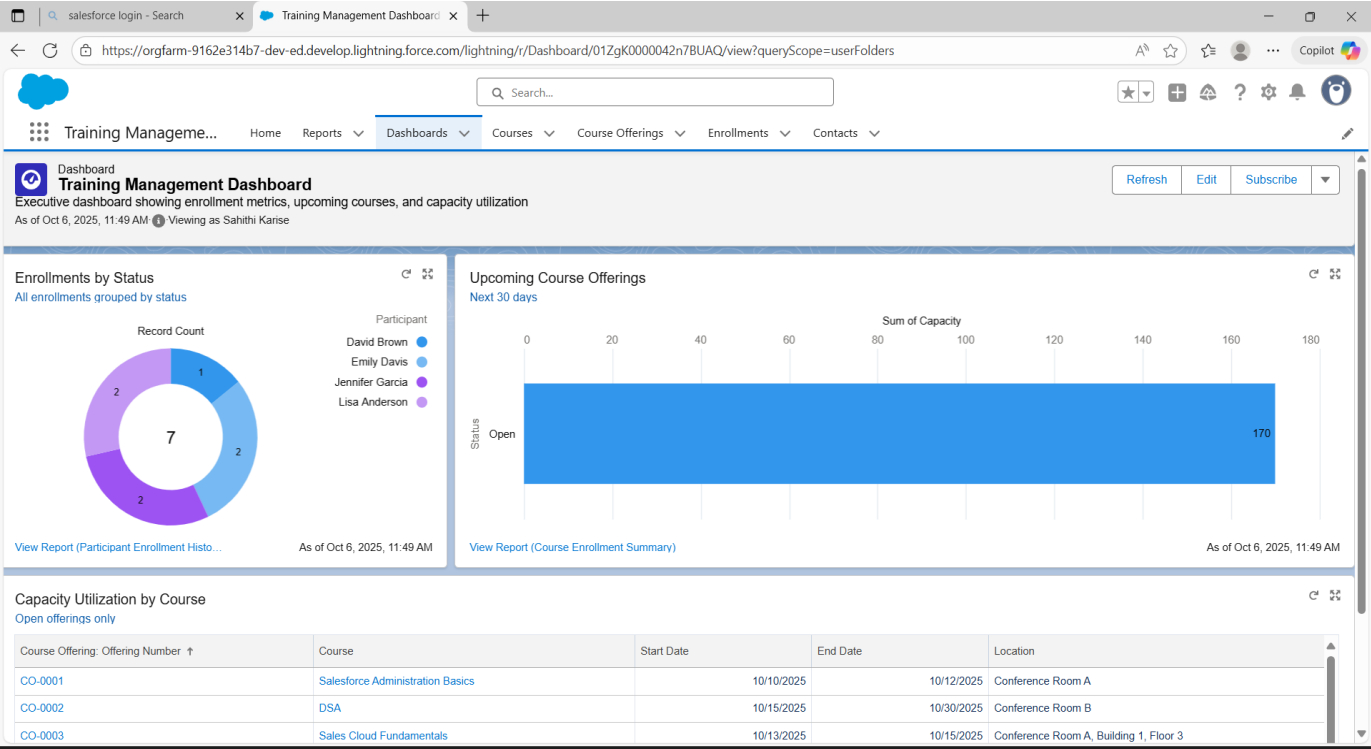 salesforce login - Search
Training Management Dashboard
https://orgfarm-9162e314b7-dev-ed.develop.lightning.force.com/lightning/r/Dashboard/01ZgK0000042n7BUAQ/view?queryScope=userFolders
Copilot
Search...
Training Manageme...
Home
Reports
Dashboards
Courses
Course Offerings
Enrollments
Contacts
Dashboard
Training Management Dashboard
Executive dashboard showing enrollment metrics, upcoming courses, and capacity utilization
As of Oct 6, 2025, 11:49 AM·Viewing as Sahithi Karise
Refresh
Edit
Subscribe
Enrollments by Status
All enrollments grouped by status
Record Count
Participant
David Brown
Emily Davis
Jennifer Garcia
Lisa Anderson
1
2
2
2
7
View Report (Participant Enrollment Histo...
As of Oct 6, 2025, 11:49 AM
Upcoming Course Offerings
Next 30 days
Sum of Capacity
0 20 40 60 80 100 120 140 160 180
Status
Open
170
View Report (Course Enrollment Summary)
As of Oct 6, 2025, 11:49 AM
Capacity Utilization by Course
Open offerings only
Course Offering: Offering Number ↑ Course Start Date End Date Location
CO-0001 Salesforce Administration Basics 10/10/2025 10/12/2025 Conference Room A
CO-0002 DSA 10/15/2025 10/30/2025 Conference Room B
CO-0003 Sales Cloud Fundamentals 10/13/2025 10/15/2025 Conference Room A, Building 1, Floor 3